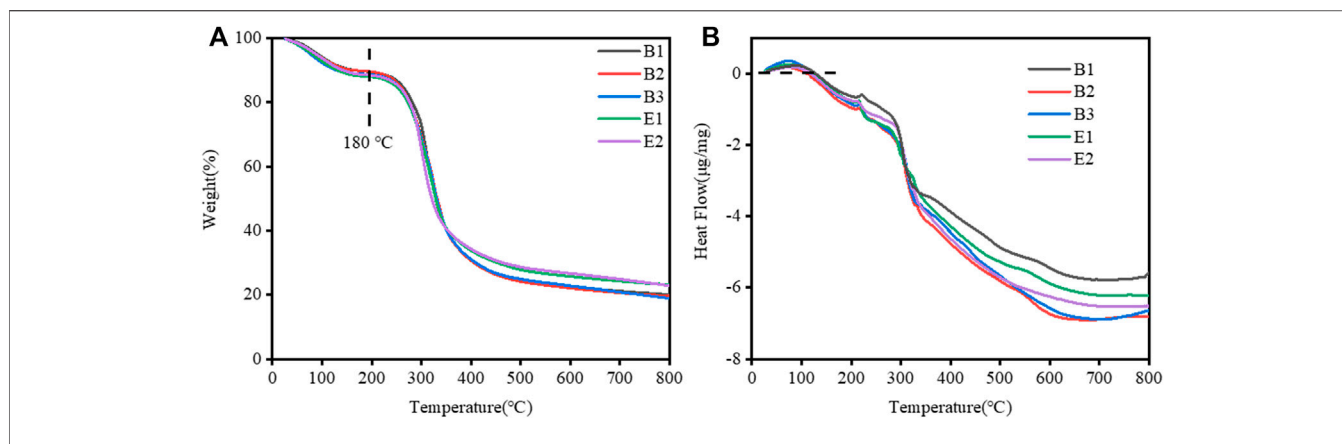 A
B1
B2
B3
E1
E2
180 ℃
Weight(%)
100
80
60
40
20
0
0 100 200 300 400 500 600 700 800
Temperature(℃)
B
B1
B2
B3
E1
E2
Heat Flow(μg/mg)
0
-2
-4
-6
-8
0 100 200 300 400 500 600 700 800
Temperature(℃)